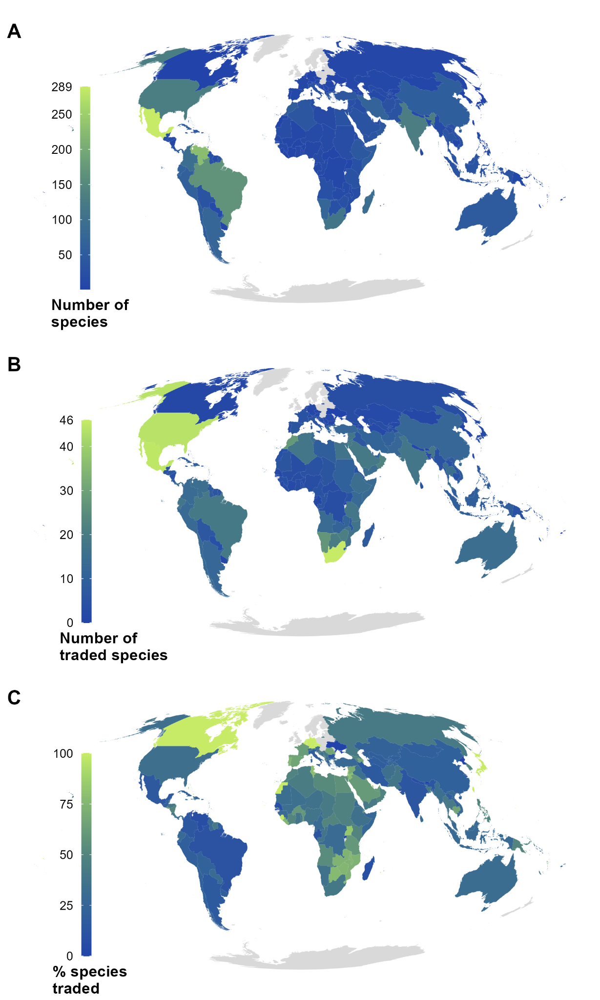 A
289
250
200
150
100
50
Number of
species
B
46
40
30
20
10
0
Number of
traded species
C
100
75
50
25
0
% species
traded